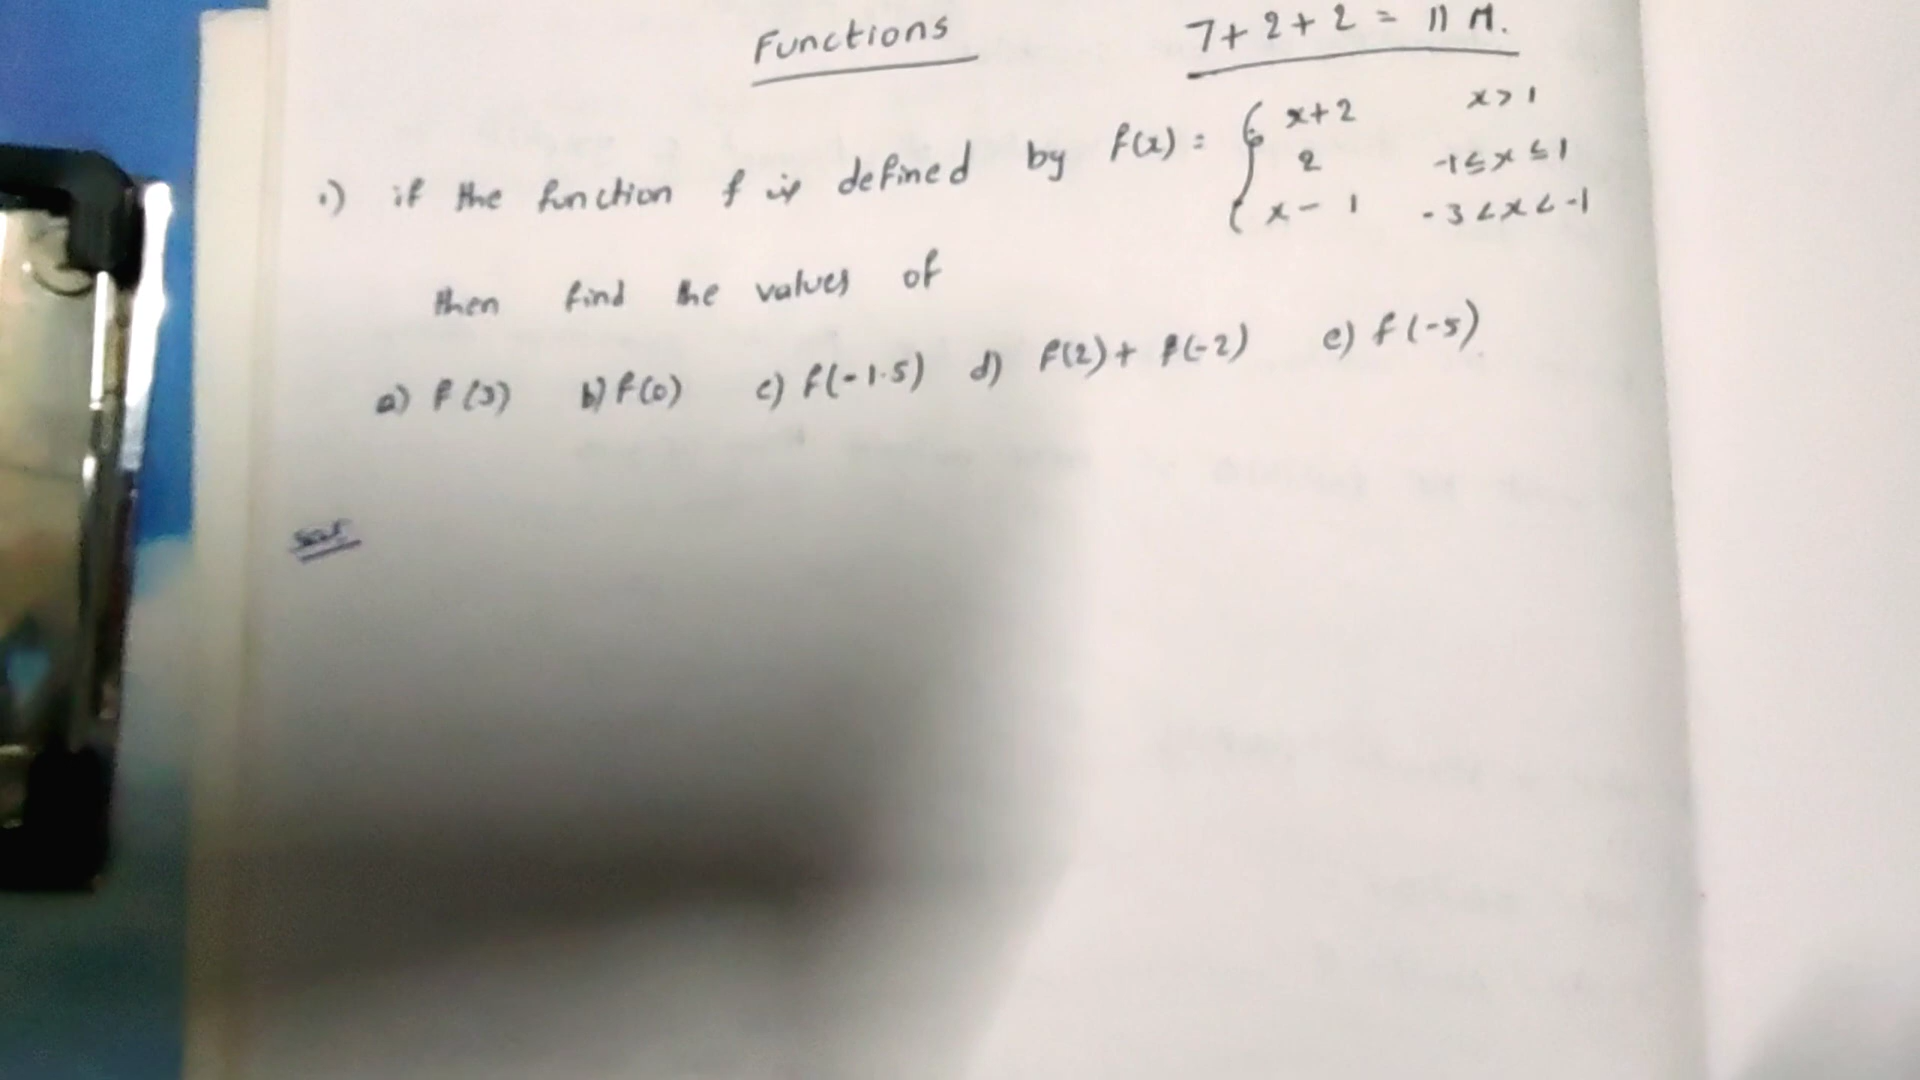 Functions 7+2+2 = 11 M.
1) if the function f is defined by f(x) = { x+2 x>1
2 -1≤x≤1
x-1 -3<x<-1
then find the values of
a) f(3) b) f(0) c) f(-1.5) d) f(2)+ f(-2) e) f(-5)
Sol: